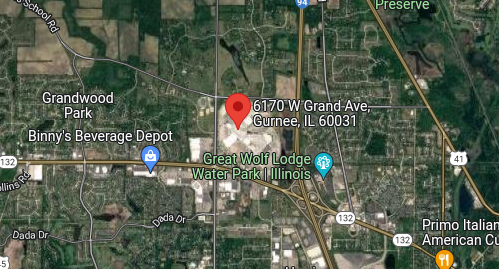 Preserve
School Rd
94
Grandwood
Park
6170 W Grand Ave,
Gurnee, IL 60031
Binny's Beverage Depot
Great Wolf Lodge
Water Park | Illinois
41
132
Dada Dr
132
132
Primo Italian
American Cu
Dada Dr